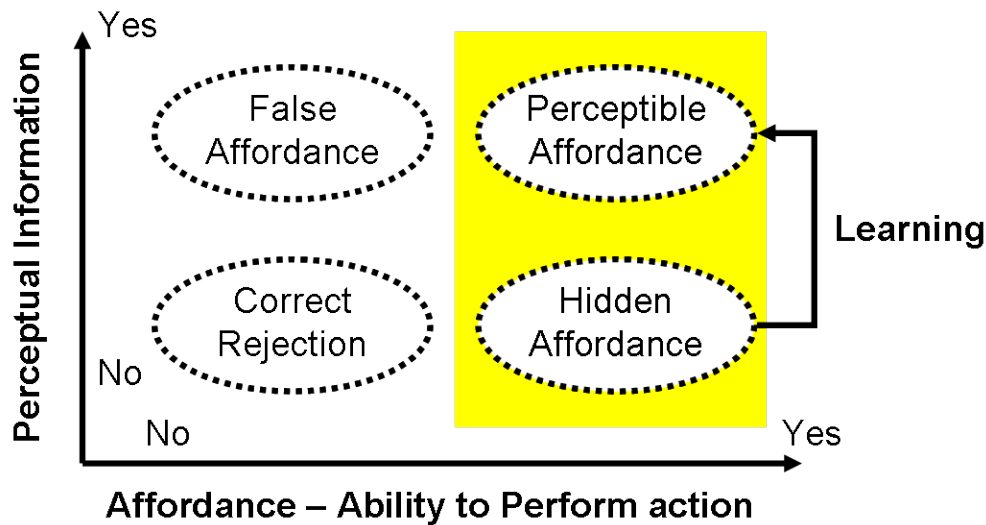 Yes
Perceptual Information
False
Affordance
Perceptible
Affordance
Learning
Correct
Rejection
Hidden
Affordance
No
No
Yes
Affordance – Ability to Perform action